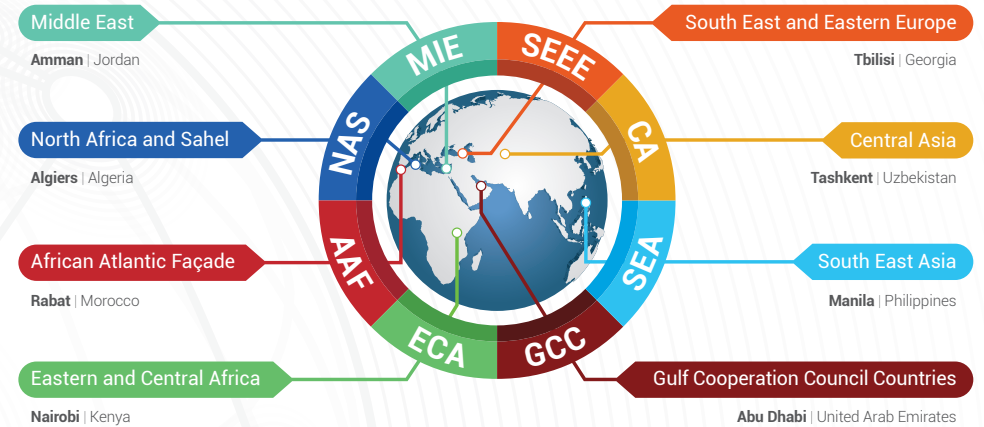 Middle East
Amman | Jordan
North Africa and Sahel
Algiers | Algeria
African Atlantic Façade
Rabat | Morocco
Eastern and Central Africa
Nairobi | Kenya
MIE
SEEE
NAS
CA
AAF
SEA
ECA
GCC
South East and Eastern Europe
Tbilisi | Georgia
Central Asia
Tashkent | Uzbekistan
South East Asia
Manila | Philippines
Gulf Cooperation Council Countries
Abu Dhabi | United Arab Emirates